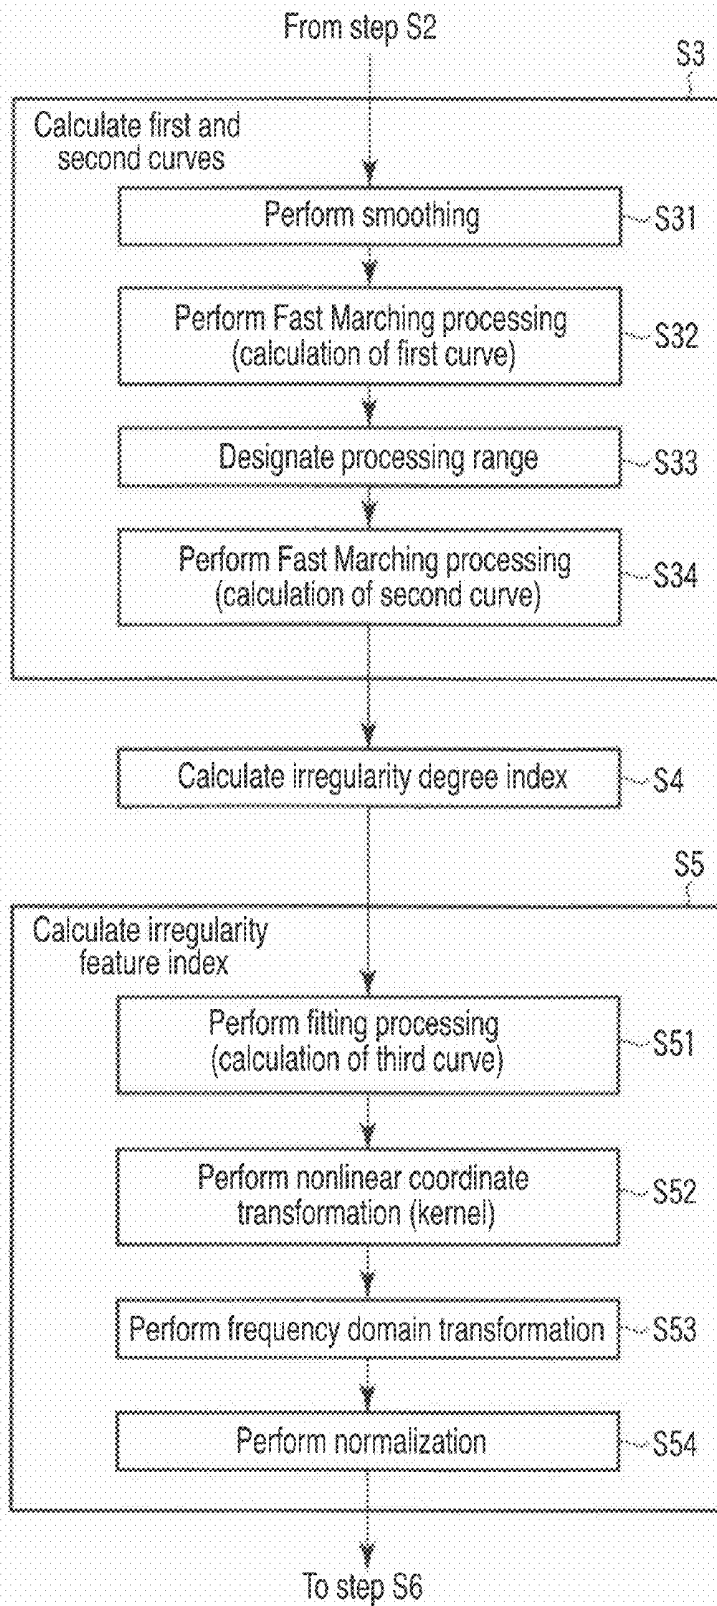 From step S2
S3
Calculate first and
second curves
Perform smoothing
S31
Perform Fast Marching processing
(calculation of first curve)
S32
Designate processing range
S33
Perform Fast Marching processing
(calculation of second curve)
S34
Calculate irregularity degree index
S4
S5
Calculate irregularity
feature index
Perform fitting processing
(calculation of third curve)
S51
Perform nonlinear coordinate
transformation (kernel)
S52
Perform frequency domain transformation
S53
Perform normalization
S54
To step S6